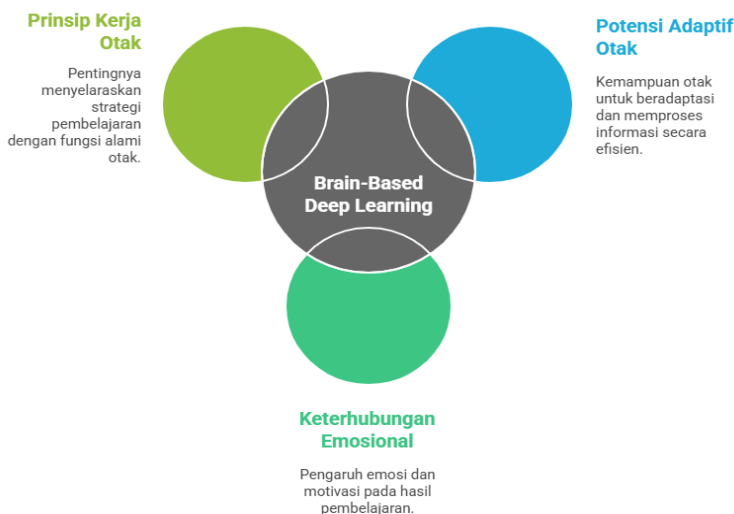 Prinsip Kerja
Otak
Pentingnya
menyelaraskan
strategi
pembelajaran
dengan fungsi alami
otak.
Potensi Adaptif
Otak
Kemampuan otak
untuk beradaptasi
dan memproses
informasi secara
efisien.
Brain-Based
Deep Learning
Keterhubungan
Emosional
Pengaruh emosi dan
motivasi pada hasil
pembelajaran.